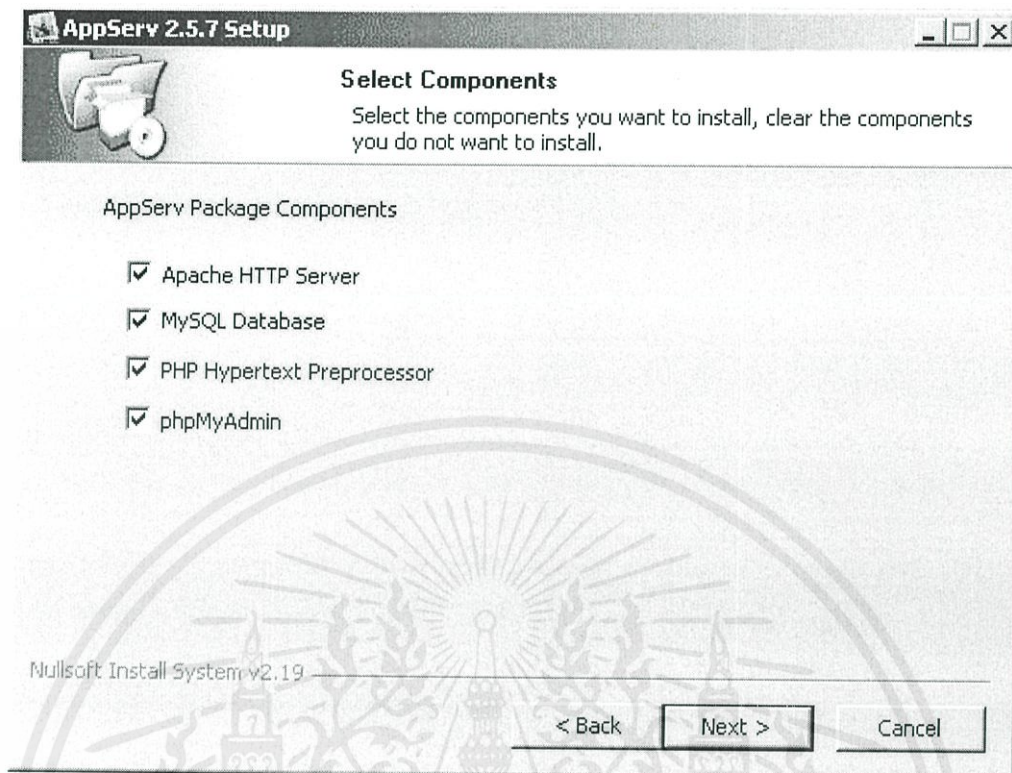 AppServ 2.5.7 Setup
Select Components
Select the components you want to install, clear the components
you do not want to install.
AppServ Package Components
Apache HTTP Server
MySQL Database
PHP Hypertext Preprocessor
phpMyAdmin
Nullsoft Install System v2.19
< Back
Next >
Cancel